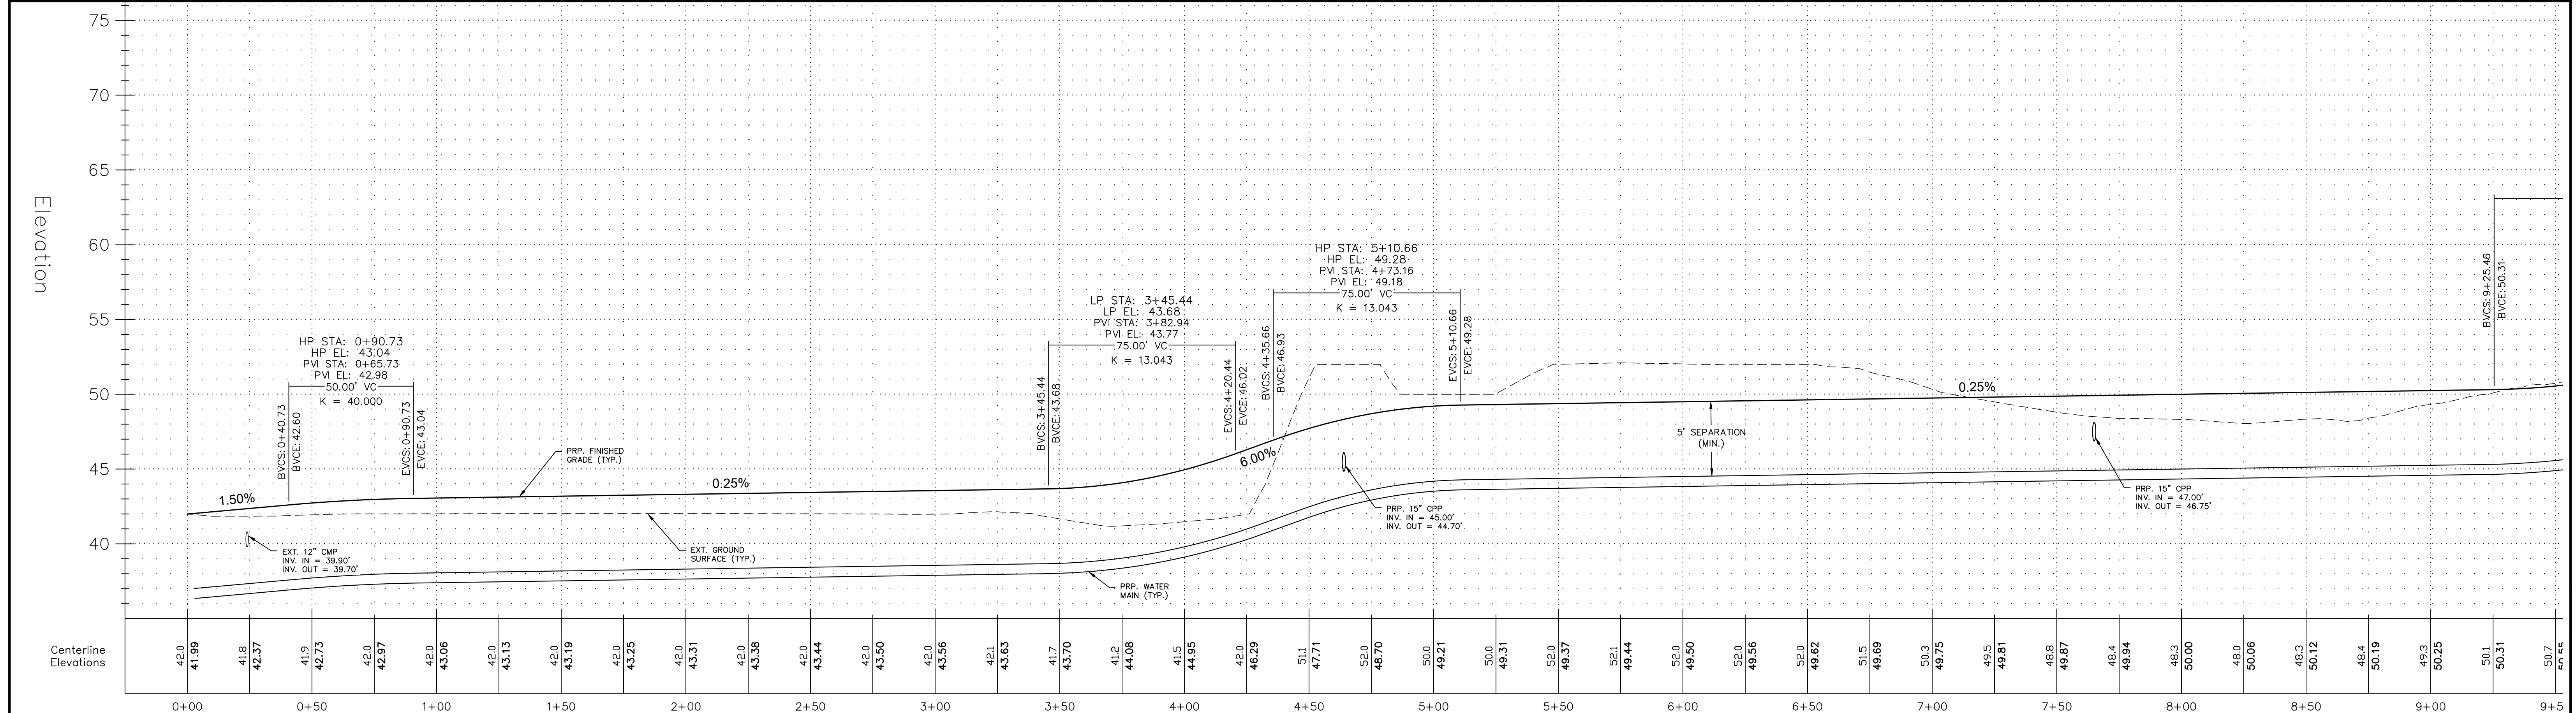 75
70
65
60
55
50
45
40
Elevation
HP STA: 0+90.73
HP EL: 43.04
PVI STA: 0+65.73
PVI EL: 42.98
50.00' VC
K = 40.000
BVCS: 0+40.73
BVCE: 42.60
EVCS: 0+90.73
EVCE: 43.04
1.50%
EXT. 12" CMP
INV. IN = 39.90'
INV. OUT = 39.70'
PRP. FINISHED
GRADE (TYP.)
0.25%
EXT. GROUND
SURFACE (TYP.)
LP STA: 3+45.44
LP EL: 43.68
PVI STA: 3+82.94
PVI EL: 43.77
75.00' VC
K = 13.043
BVCS: 3+45.44
BVCE: 43.68
EVCS: 4+20.44
EVCE: 46.02
PRP. WATER
MAIN (TYP.)
HP STA: 5+10.66
HP EL: 49.28
PVI STA: 4+73.16
PVI EL: 49.18
75.00' VC
K = 13.043
BVCS: 4+35.66
BVCE: 46.93
EVCS: 5+10.66
EVCE: 49.28
6.00%
PRP. 15" CPP
INV. IN = 45.00'
INV. OUT = 44.70'
5' SEPARATION
(MIN.)
0.25%
PRP. 15" CPP
INV. IN = 47.00'
INV. OUT = 46.75'
BVCS: 9+25.46
BVCE: 50.31
Centerline
Elevations
42.0
41.99
41.8
42.37
41.9
42.73
42.0
42.97
42.0
43.06
42.0
43.13
42.0
43.19
42.0
43.25
42.0
43.31
42.0
43.38
42.0
43.44
42.0
43.50
42.0
43.56
42.1
43.63
41.7
43.70
41.2
44.08
41.5
44.95
42.0
46.29
51.1
47.71
52.0
48.70
50.0
49.21
50.0
49.31
52.0
49.37
52.1
49.44
52.0
49.50
52.0
49.56
52.0
49.62
51.5
49.69
50.3
49.75
49.5
49.81
48.8
49.87
48.4
49.94
48.3
50.00
48.0
50.06
48.3
50.12
48.4
50.19
49.3
50.25
50.1
50.31
50.7
0+00 0+50 1+00 1+50 2+00 2+50 3+00 3+50 4+00 4+50 5+00 5+50 6+00 6+50 7+00 7+50 8+00 8+50 9+00 9+5